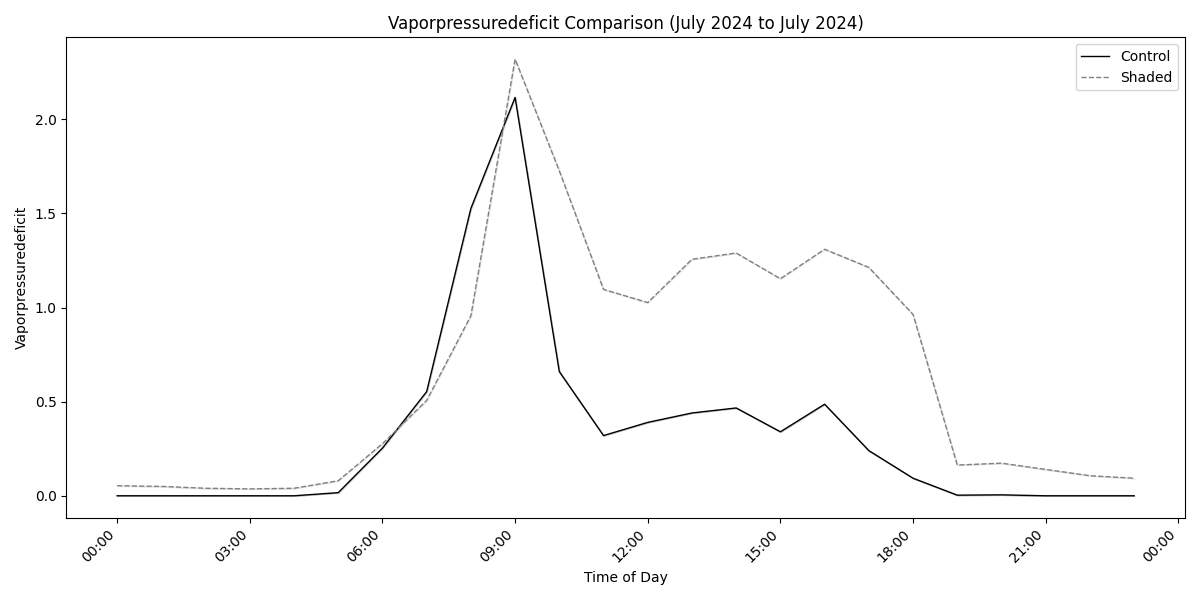 Vaporpressuredeficit Comparison (July 2024 to July 2024)
Control
Shaded
Vaporpressuredeficit
2.0
1.5
1.0
0.5
0.0
00:00
03:00
06:00
09:00
12:00
15:00
18:00
21:00
00:00
Time of Day